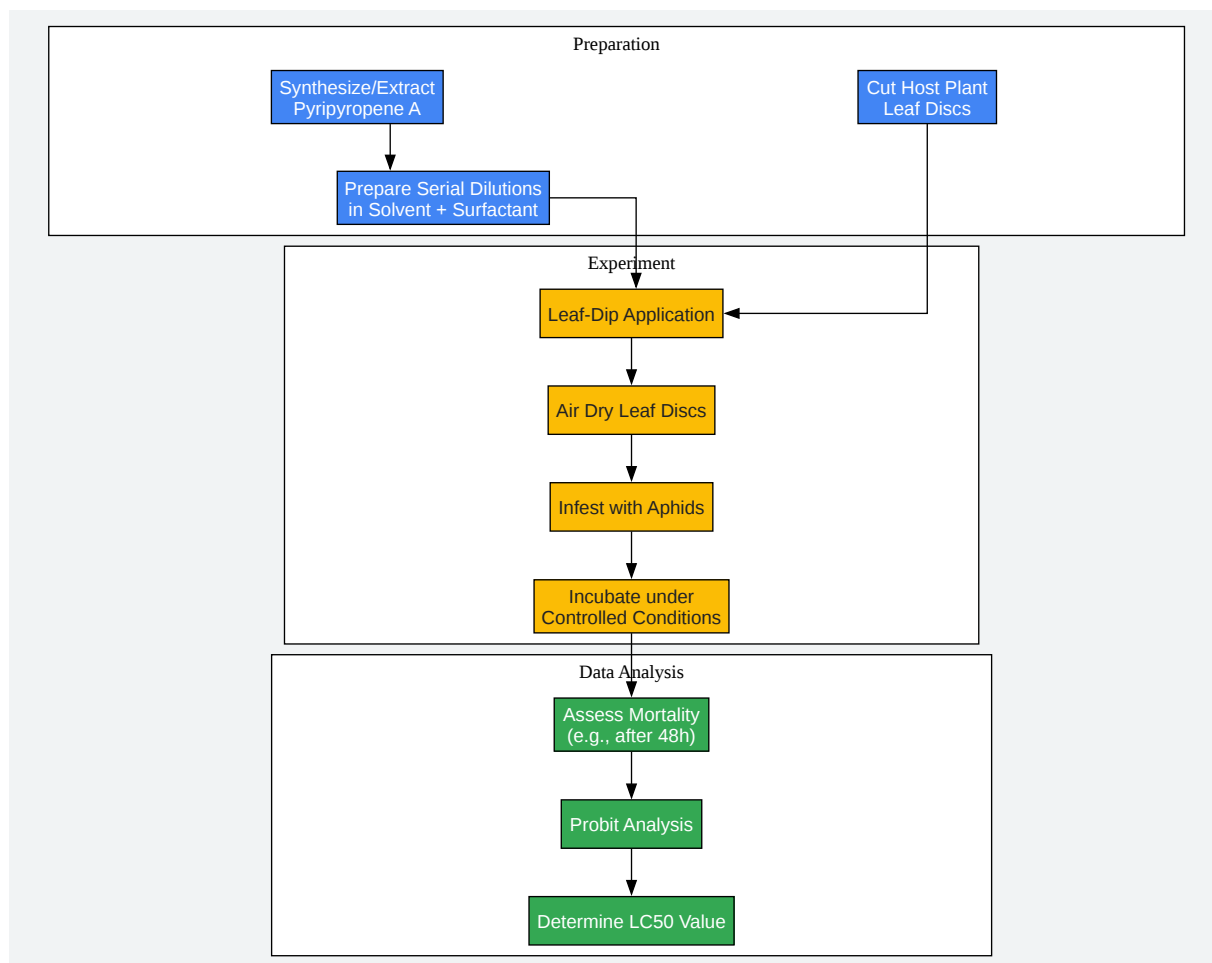 Preparation
Synthesize/Extract
Pyripyropene A
Cut Host Plant
Leaf Discs
Prepare Serial Dilutions
in Solvent + Surfactant
Experiment
Leaf-Dip Application
Air Dry Leaf Discs
Infest with Aphids
Incubate under
Controlled Conditions
Data Analysis
Assess Mortality
(e.g., after 48h)
Probit Analysis
Determine LC50 Value